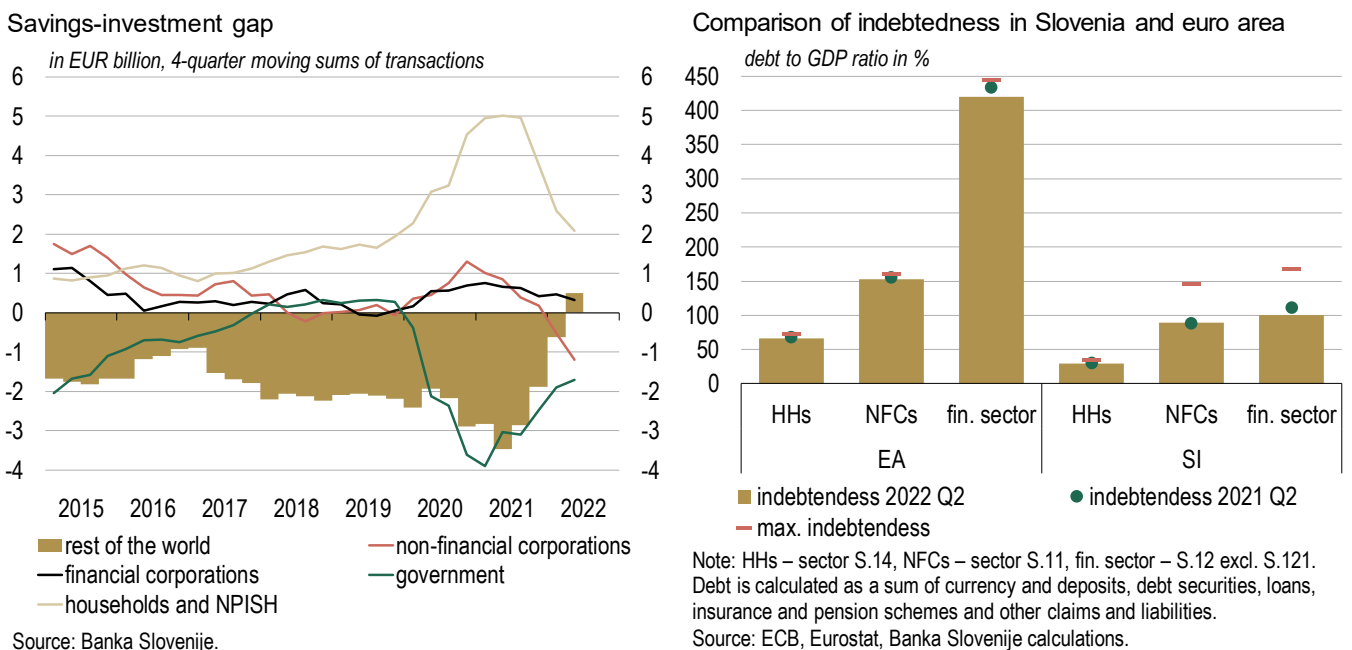 Savings-investment gap
in EUR billion, 4-quarter moving sums of transactions
6 6
5 5
4 4
3 3
2 2
1 1
0 0
-1 -1
-2 -2
-3 -3
-4 -4
2015 2016 2017 2018 2019 2020 2021 2022
rest of the world
non-financial corporations
financial corporations
government
households and NPISH
Source: Banka Slovenije.
Comparison of indebtedness in Slovenia and euro area
debt to GDP ratio in %
450
400
350
300
250
200
150
100
50
0
HHs NFCs fin. sector HHs NFCs fin. sector
EA SI
indebtendess 2022 Q2
indebtendess 2021 Q2
max. indebtendess
Note: HHs – sector S.14, NFCs – sector S.11, fin. sector – S.12 excl. S.121.
Debt is calculated as a sum of currency and deposits, debt securities, loans,
insurance and pension schemes and other claims and liabilities.
Source: ECB, Eurostat, Banka Slovenije calculations.